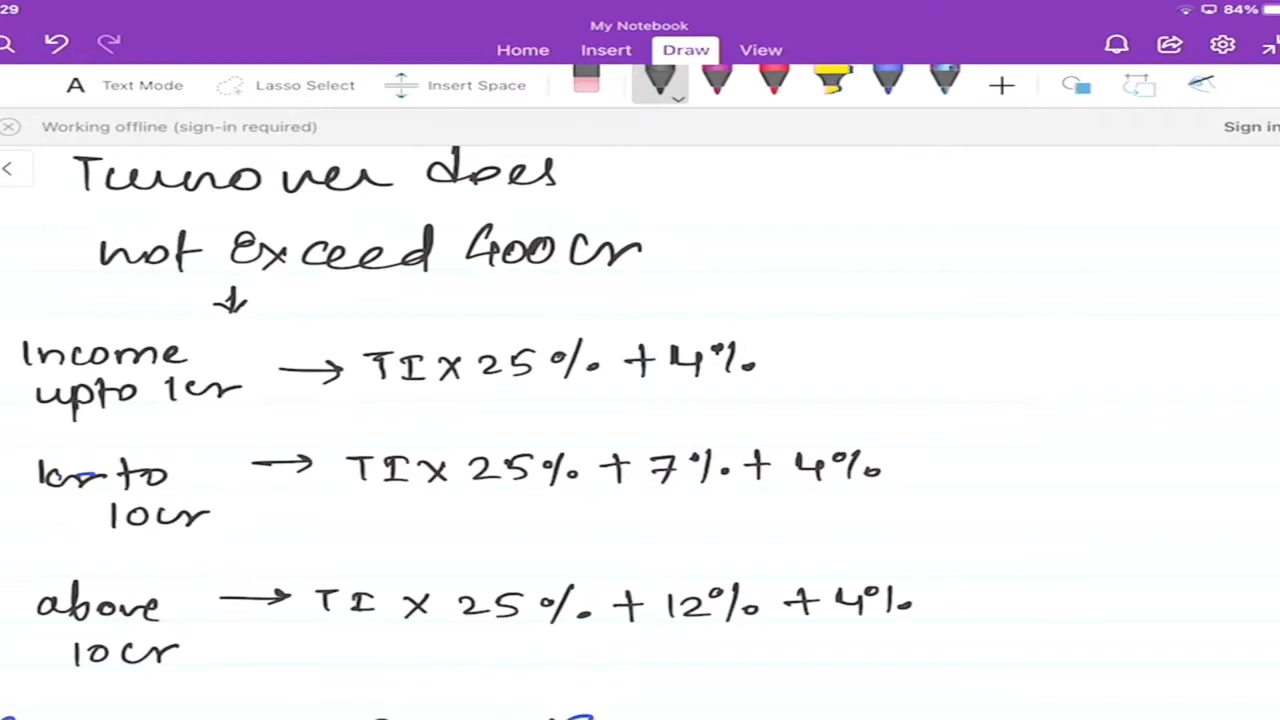 29
84%
My Notebook
Home Insert Draw View
A Text Mode Lasso Select Insert Space
Working offline (sign-in required) Sign in
Turnover does
not exceed 400cr
Income
upto 1cr → TI X 25% + 4%
1cr to
10cr → TI X 25% + 7% + 4%
above
10cr → TI X 25% + 12% + 4%